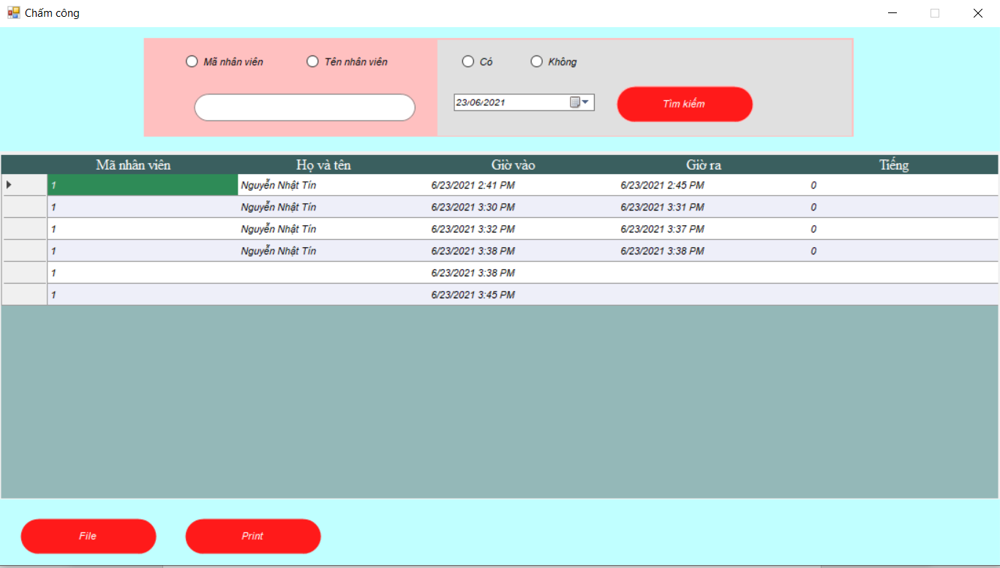 Chấm công
Mã nhân viên Tên nhân viên Có Không
23/06/2021 Tìm kiếm
Mã nhân viên Họ và tên Giờ vào Giờ ra Tiếng
1 Nguyễn Nhật Tín 6/23/2021 2:41 PM 6/23/2021 2:45 PM 0
1 Nguyễn Nhật Tín 6/23/2021 3:30 PM 6/23/2021 3:31 PM 0
1 Nguyễn Nhật Tín 6/23/2021 3:32 PM 6/23/2021 3:37 PM 0
1 Nguyễn Nhật Tín 6/23/2021 3:38 PM 6/23/2021 3:38 PM 0
1 6/23/2021 3:38 PM
1 6/23/2021 3:45 PM
File Print